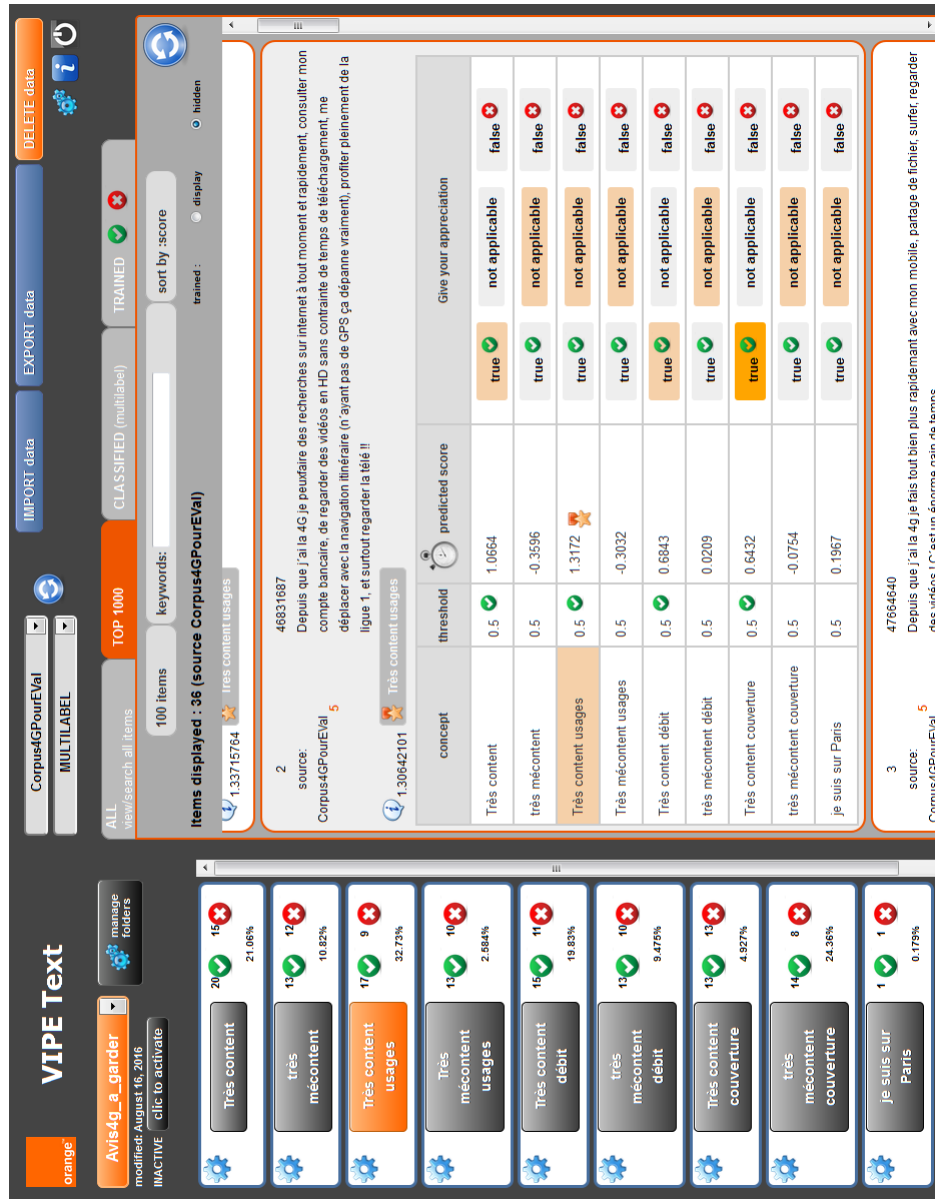 orange™
VIPE Text
Avis4g_a_garder
manage folders
modified: August 16, 2016
INACTIVE clic to activate
Très content
20 15
21.06%
très mécontent
13 12
10.82%
Très content usages
17 9
32.73%
Très mécontent usages
13 10
2.584%
Très content débit
15 11
19.83%
très mécontent débit
13 10
9.475%
Très content couverture
13 13
4.927%
très mécontent couverture
14 8
24.36%
je suis sur Paris
1 1
0.179%
Corpus4GPourEVal
MULTILABEL
IMPORT data
EXPORT data
DELETE data
ALL
view/search all items
TOP 1000
CLASSIFIED (multilabel)
TRAINED
100 items
keywords:
sort by :score
Items displayed : 36 (source Corpus4GPourEVal)
trained :
display
hidden
1.33715764 Très content usages
2
source:
Corpus4GPourEVal 5
46831687
Depuis que j'ai la 4G je peuxfaire des recherches sur internet à tout moment et rapidement, consulter mon
compte bancaire, de regarder des vidéos en HD sans contrainte de temps de téléchargement, me
déplacer avec la navigation itinéraire (n'ayant pas de GPS ça dépanne vraiment), profiter pleinement de la
ligue 1, et surtout regarder la télé !!
1.30642101 Très content usages
concept threshold predicted score Give your appreciation
Très content 0.5 1.0664 true not applicable false
très mécontent 0.5 -0.3596 true not applicable false
Très content usages 0.5 1.3172 true not applicable false
Très mécontent usages 0.5 -0.3032 true not applicable false
Très content débit 0.5 0.6843 true not applicable false
très mécontent débit 0.5 0.0209 true not applicable false
Très content couverture 0.5 0.6432 true not applicable false
très mécontent couverture 0.5 -0.0754 true not applicable false
je suis sur Paris 0.5 0.1967 true not applicable false
3
source:
Corpus4GPourEVal 5
47664640
Depuis que j'ai la 4g je fais tout bien plus rapidemant avec mon mobile, partage de fichier, surfer, regarder
des vidéos ! C'est un énorme gain de temps